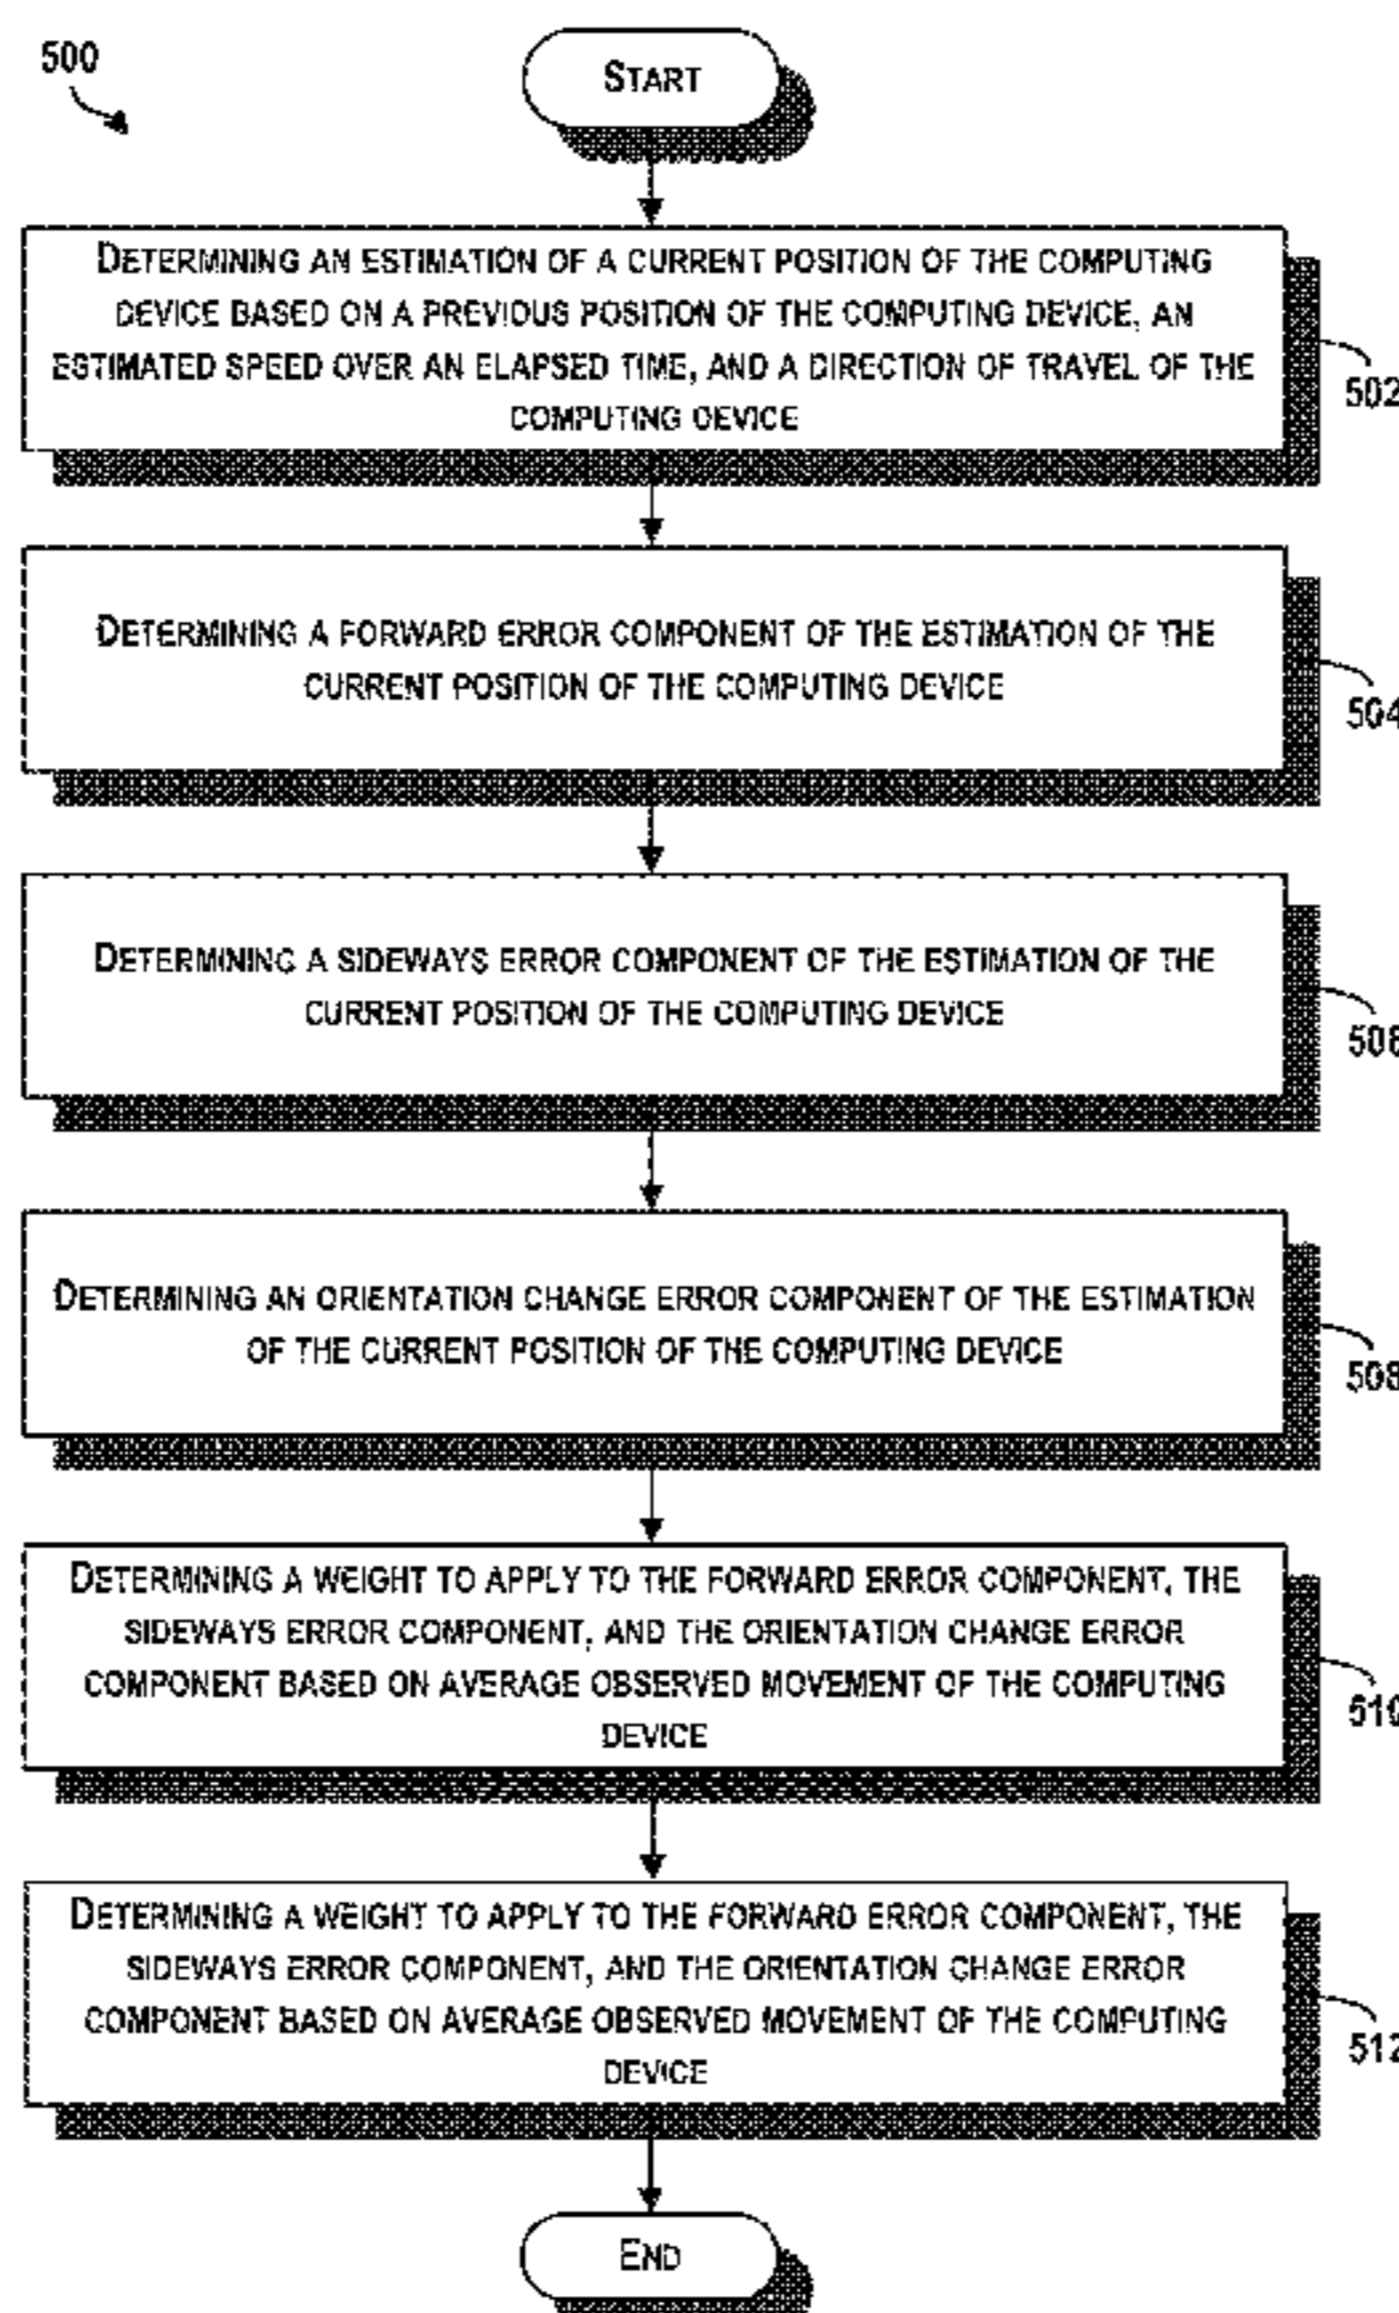 500
START
DETERMINING AN ESTIMATION OF A CURRENT POSITION OF THE COMPUTING
DEVICE BASED ON A PREVIOUS POSITION OF THE COMPUTING DEVICE, AN
ESTIMATED SPEED OVER AN ELAPSED TIME, AND A DIRECTION OF TRAVEL OF THE
COMPUTING DEVICE
502
DETERMINING A FORWARD ERROR COMPONENT OF THE ESTIMATION OF THE
CURRENT POSITION OF THE COMPUTING DEVICE
504
DETERMINING A SIDEWAYS ERROR COMPONENT OF THE ESTIMATION OF THE
CURRENT POSITION OF THE COMPUTING DEVICE
506
DETERMINING AN ORIENTATION CHANGE ERROR COMPONENT OF THE ESTIMATION
OF THE CURRENT POSITION OF THE COMPUTING DEVICE
508
DETERMINING A WEIGHT TO APPLY TO THE FORWARD ERROR COMPONENT, THE
SIDEWAYS ERROR COMPONENT, AND THE ORIENTATION CHANGE ERROR
COMPONENT BASED ON AVERAGE OBSERVED MOVEMENT OF THE COMPUTING
DEVICE
510
DETERMINING A WEIGHT TO APPLY TO THE FORWARD ERROR COMPONENT, THE
SIDEWAYS ERROR COMPONENT, AND THE ORIENTATION CHANGE ERROR
COMPONENT BASED ON AVERAGE OBSERVED MOVEMENT OF THE COMPUTING
DEVICE
512
END